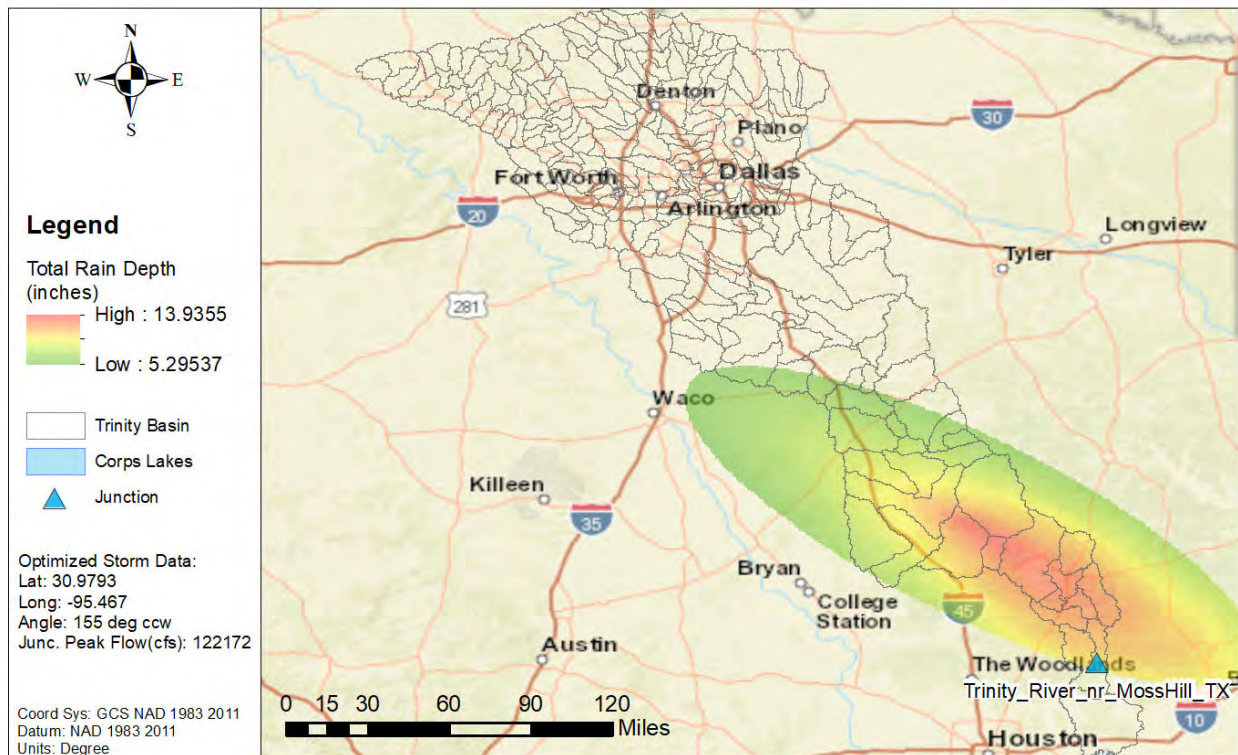 N
W
E
S
Legend
Total Rain Depth
(inches)
High : 13.9355
Low : 5.29537
Trinity Basin
Corps Lakes
Junction
Optimized Storm Data:
Lat: 30.9793
Long: -95.467
Angle: 155 deg ccw
Junc. Peak Flow(cfs): 122172
Coord Sys: GCS NAD 1983 2011
Datum: NAD 1983 2011
Units: Degree
Denton
30
Plano
Dallas
Fort Worth
Arlington
20
Longview
Tyler
281
Waco
Killeen
35
Bryan
College
Station
45
Austin
The Woodlands
Trinity_River_nr_MossHill_TX
10
Houston
0 15 30 60 90 120
Miles